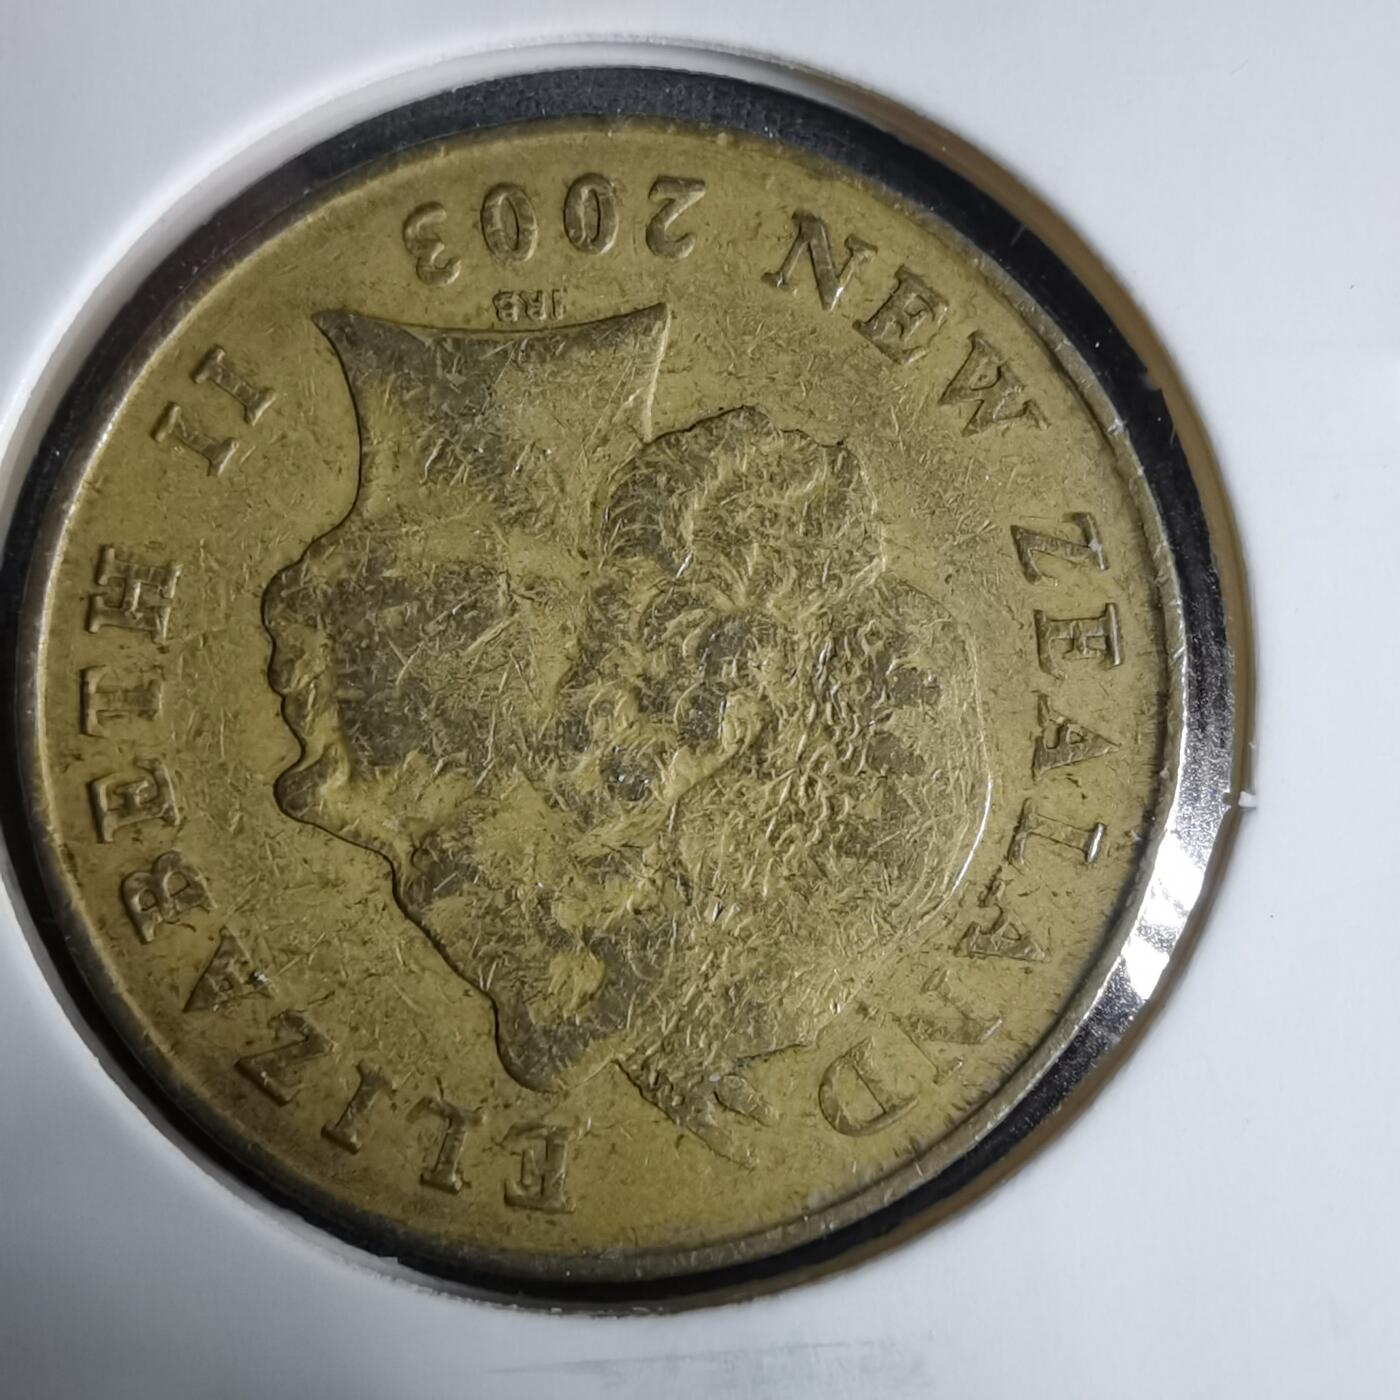 NEW ZEALAND
ELIZABETH II
2003
IRB